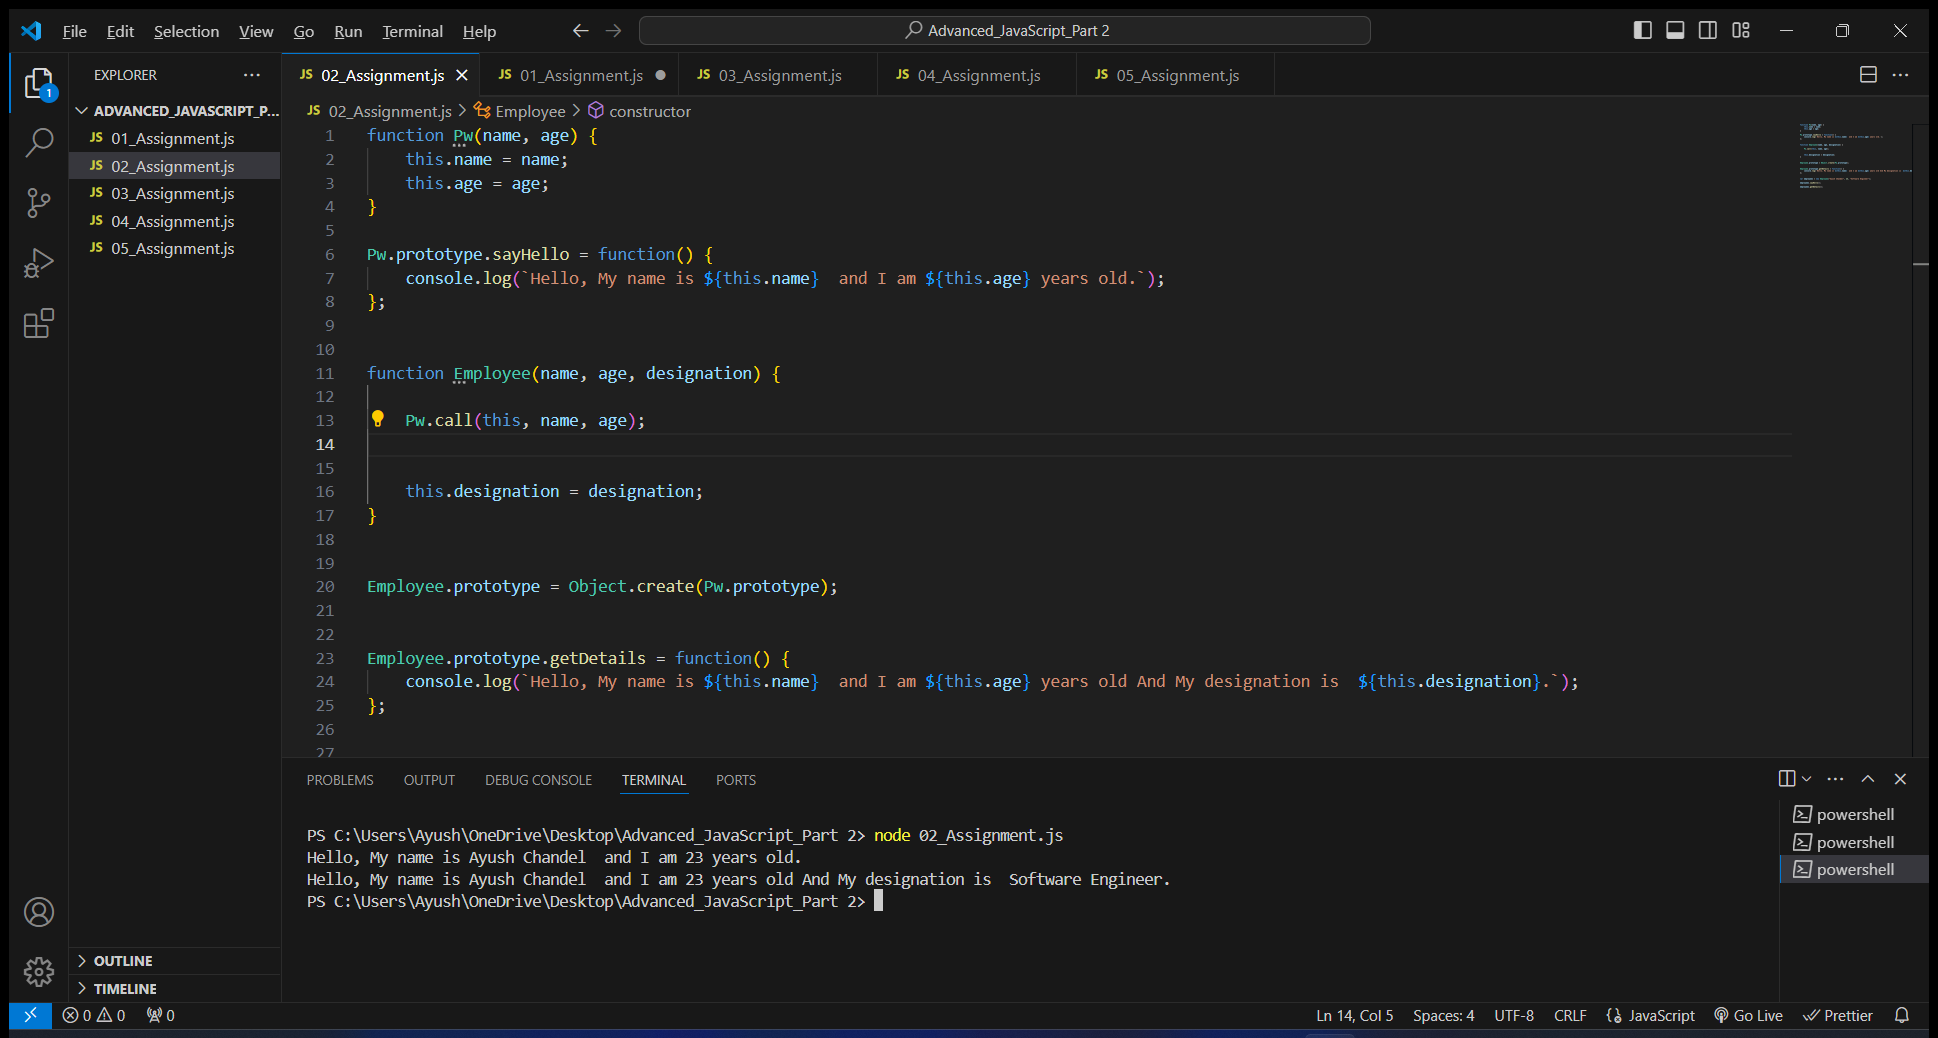 File Edit Selection View Go Run Terminal Help
Advanced_JavaScript_Part 2
EXPLORER
ADVANCED_JAVASCRIPT_P...
JS 01_Assignment.js
JS 02_Assignment.js
JS 03_Assignment.js
JS 04_Assignment.js
JS 05_Assignment.js
OUTLINE
TIMELINE
1
JS 02_Assignment.js JS 01_Assignment.js JS 03_Assignment.js JS 04_Assignment.js JS 05_Assignment.js
JS 02_Assignment.js > Employee > constructor
1 function Pw(name, age) {
2 this.name = name;
3 this.age = age;
4 }
5
6 Pw.prototype.sayHello = function() {
7 console.log(`Hello, My name is ${this.name}  and I am ${this.age} years old.`);
8 };
9
10
11 function Employee(name, age, designation) {
12
13 Pw.call(this, name, age);
14
15
16 this.designation = designation;
17 }
18
19
20 Employee.prototype = Object.create(Pw.prototype);
21
22
23 Employee.prototype.getDetails = function() {
24 console.log(`Hello, My name is ${this.name}  and I am ${this.age} years old And My designation is  ${this.designation}.`);
25 };
26
27
PROBLEMS OUTPUT DEBUG CONSOLE TERMINAL PORTS
PS C:\Users\Ayush\OneDrive\Desktop\Advanced_JavaScript_Part 2> node 02_Assignment.js
Hello, My name is Ayush Chandel  and I am 23 years old.
Hello, My name is Ayush Chandel  and I am 23 years old And My designation is  Software Engineer.
PS C:\Users\Ayush\OneDrive\Desktop\Advanced_JavaScript_Part 2>
powershell
powershell
powershell
0 0 0
Ln 14, Col 5 Spaces: 4 UTF-8 CRLF JavaScript Go Live Prettier